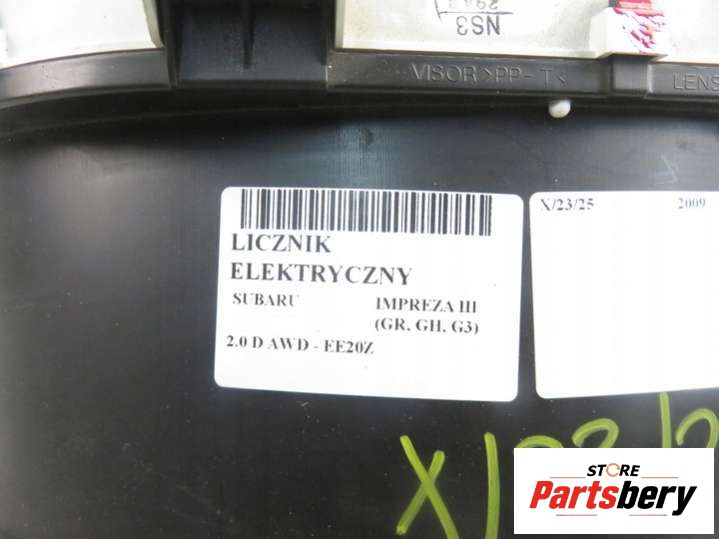 NS3
VISOR >PP-T<
LENS
LICZNIK
ELEKTRYCZNY
SUBARU IMPREZA III
(GR. GH. G3)
2.0 D AWD - EE20Z
X/23/25 2009
STORE
Partsbery